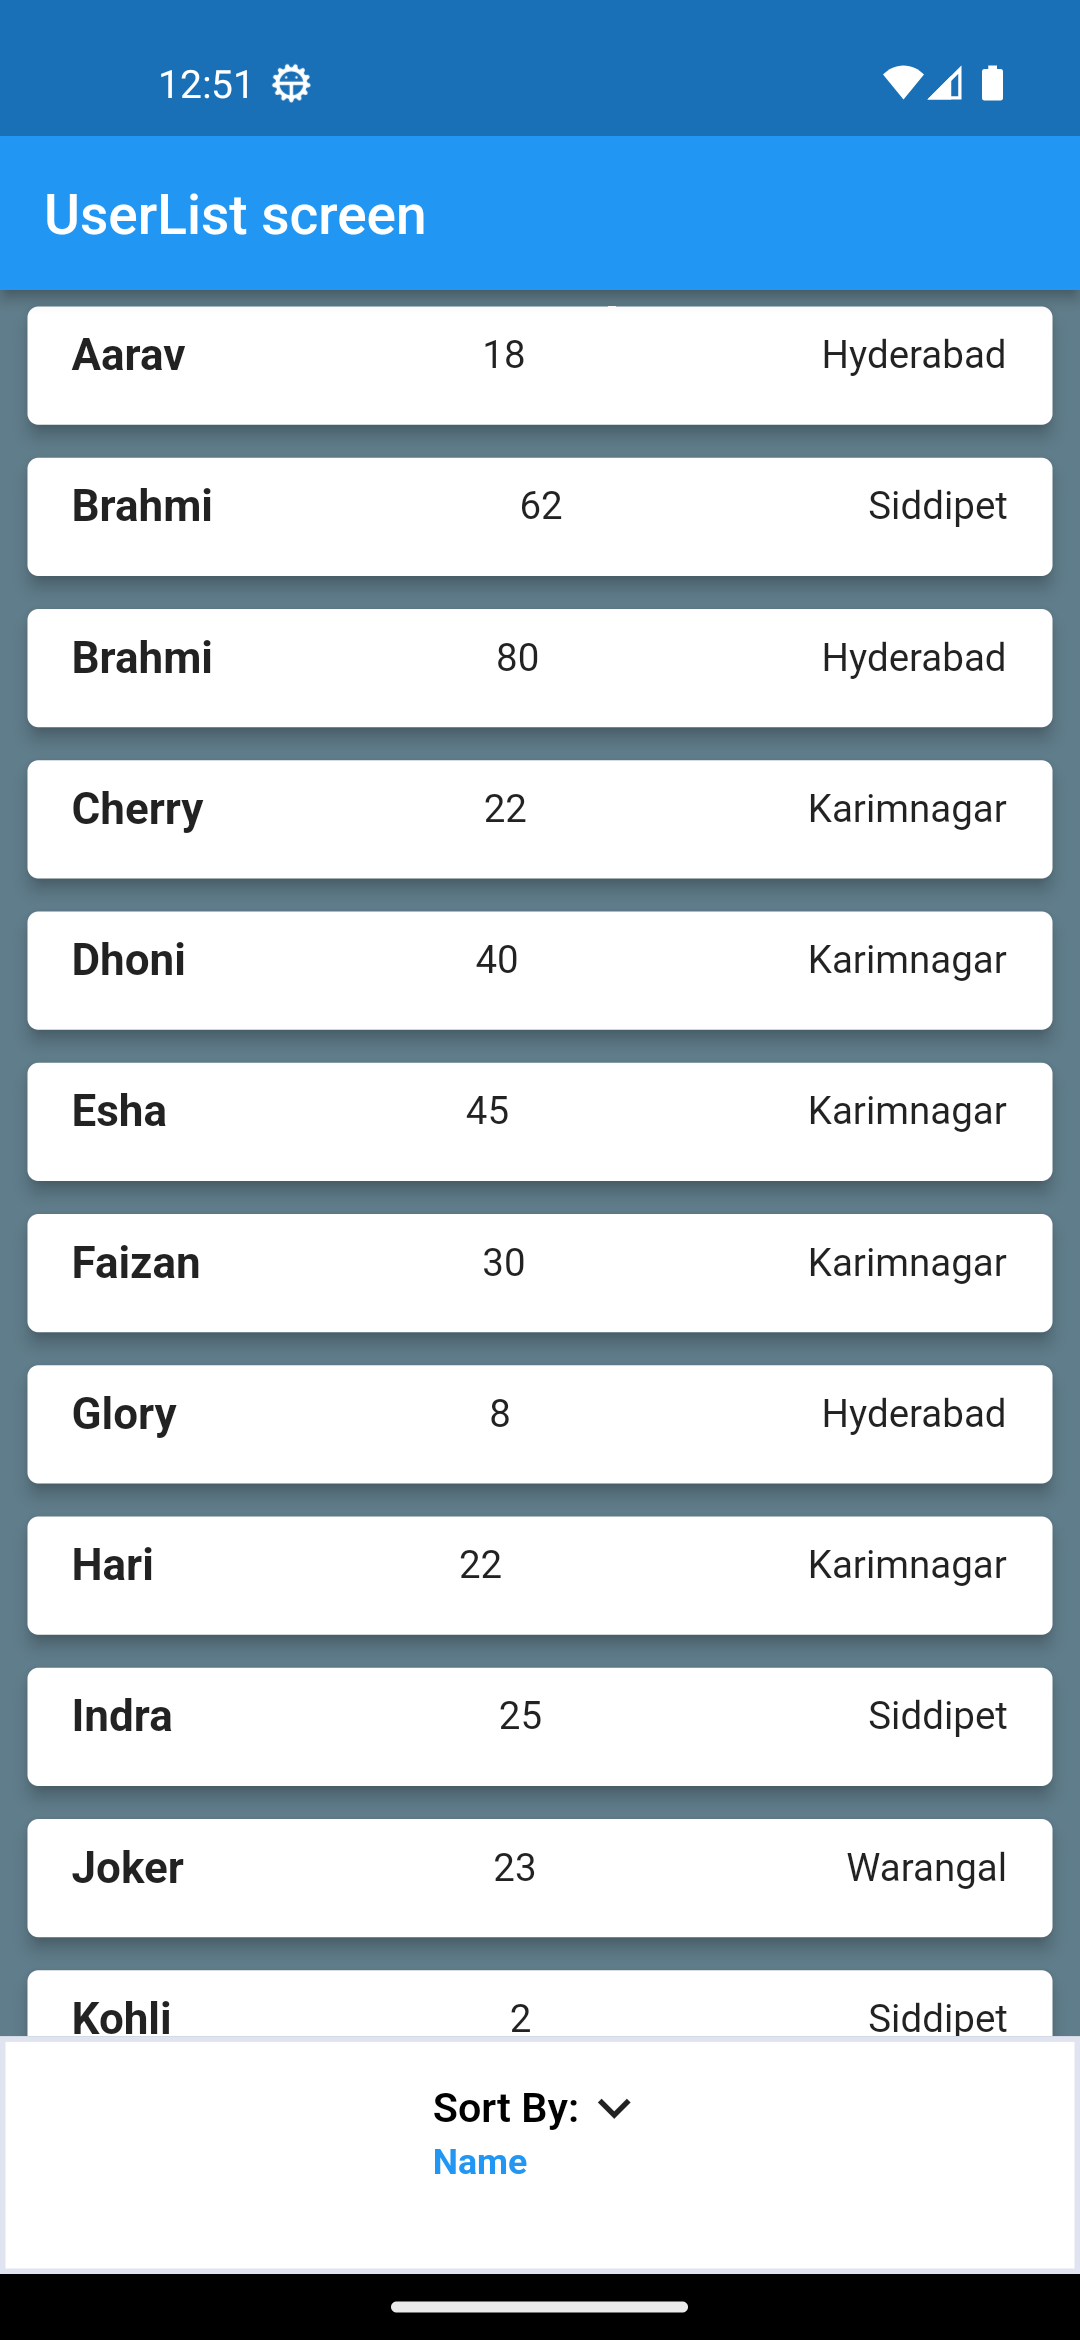 12:51
UserList screen
Aarav 18 Hyderabad
Brahmi 62 Siddipet
Brahmi 80 Hyderabad
Cherry 22 Karimnagar
Dhoni 40 Karimnagar
Esha 45 Karimnagar
Faizan 30 Karimnagar
Glory 8 Hyderabad
Hari 22 Karimnagar
Indra 25 Siddipet
Joker 23 Warangal
Kohli 2 Siddipet
Sort By:
Name